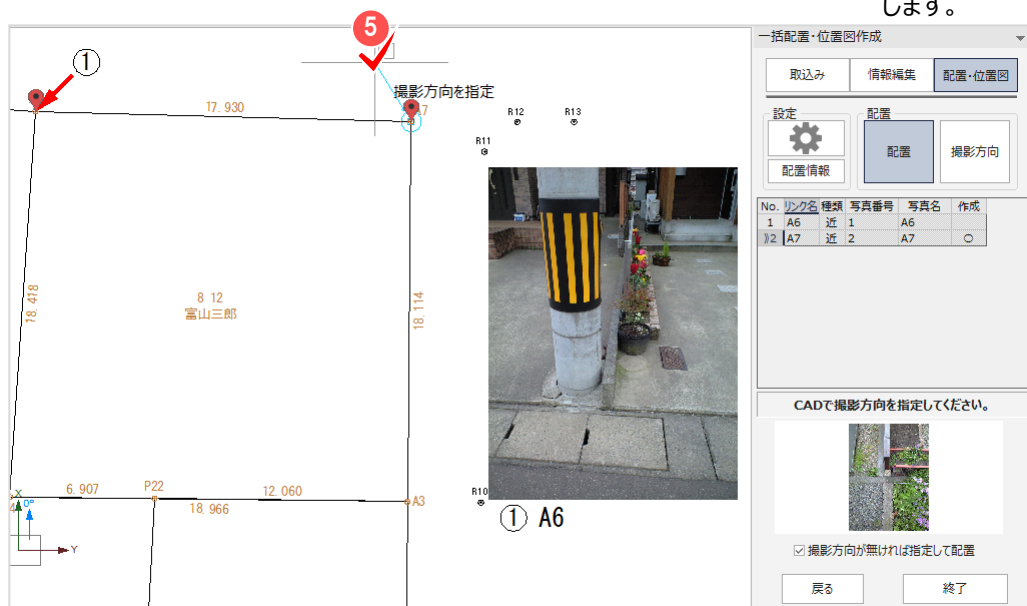 します。
5
①
撮影方向を指定
A7
17.930
R12
R13
R11
18.478
8 12
富山三郎
18.114
X
0°
Y
6.907
P22
12.060
18.966
A3
R10
① A6
一括配置・位置図作成
取込み
情報編集
配置・位置図
設定
配置情報
配置
配置
撮影方向
No. リンク名 種類 写真番号 写真名 作成
1 A6 近 1 A6
2 A7 近 2 A7 ○
CADで撮影方向を指定してください。
撮影方向が無ければ指定して配置
戻る
終了